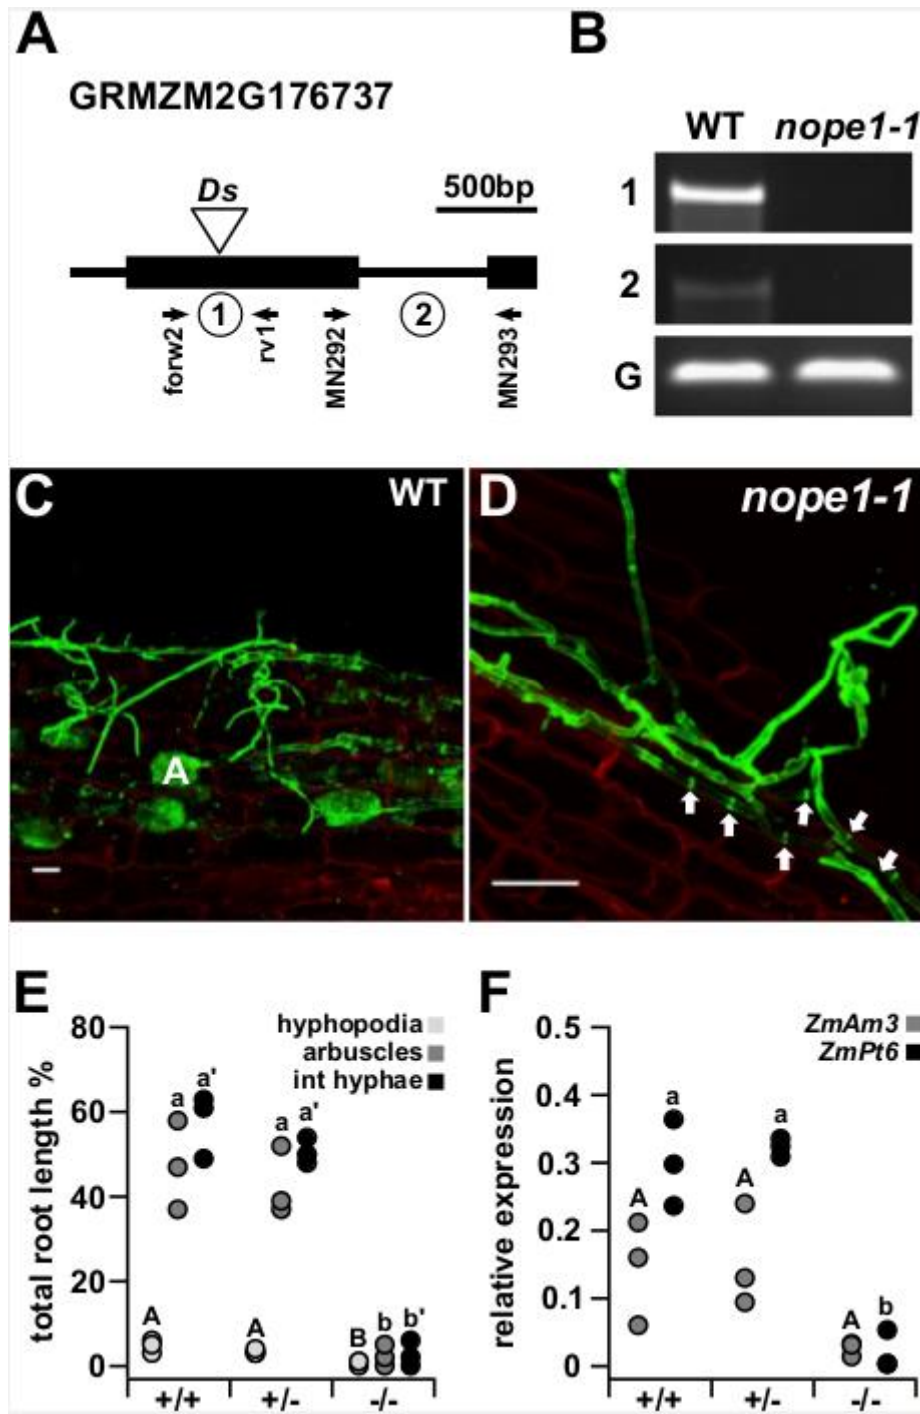 A
B
GRMZM2G176737
WT nope1-1
Ds
500bp
1
2
G
1
2
forw2
rv1
MN292
MN293
C
WT
D
nope1-1
A
E
F
total root length %
80
60
40
20
0
hyphopodia
arbuscles
int hyphae
A
a
a'
A
a
a'
B
b
b'
+/+
+/-
-/-
relative expression
0.5
0.4
0.3
0.2
0.1
0
ZmAm3
ZmPt6
A
a
A
a
A
b
+/+
+/-
-/-